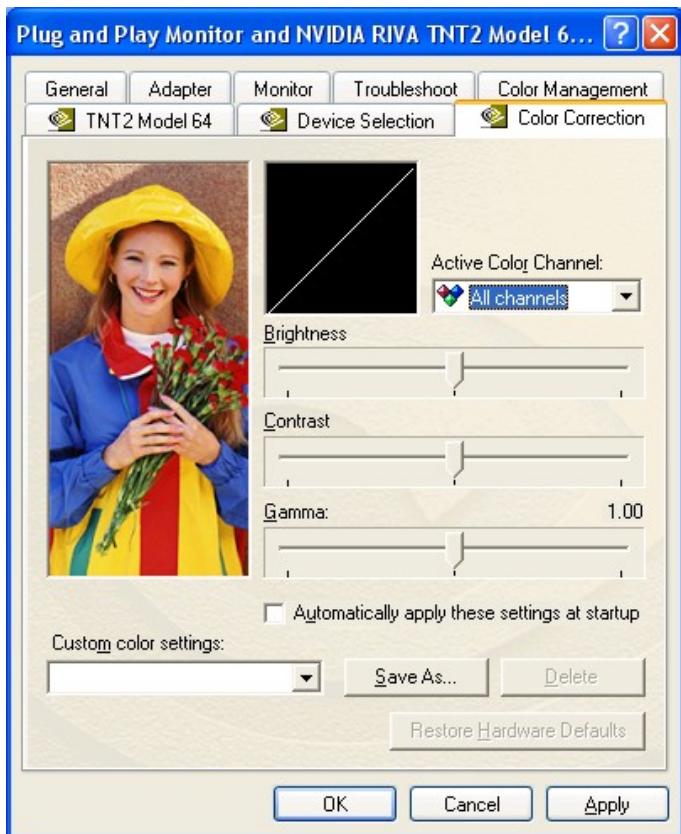 Plug and Play Monitor and NVIDIA RIVA TNT2 Model 6...
General Adapter Monitor Troubleshoot Color Management
TNT2 Model 64 Device Selection Color Correction
Active Color Channel:
All channels
Brightness
Contrast
Gamma: 1.00
Automatically apply these settings at startup
Custom color settings:
Save As... Delete
Restore Hardware Defaults
OK Cancel Apply